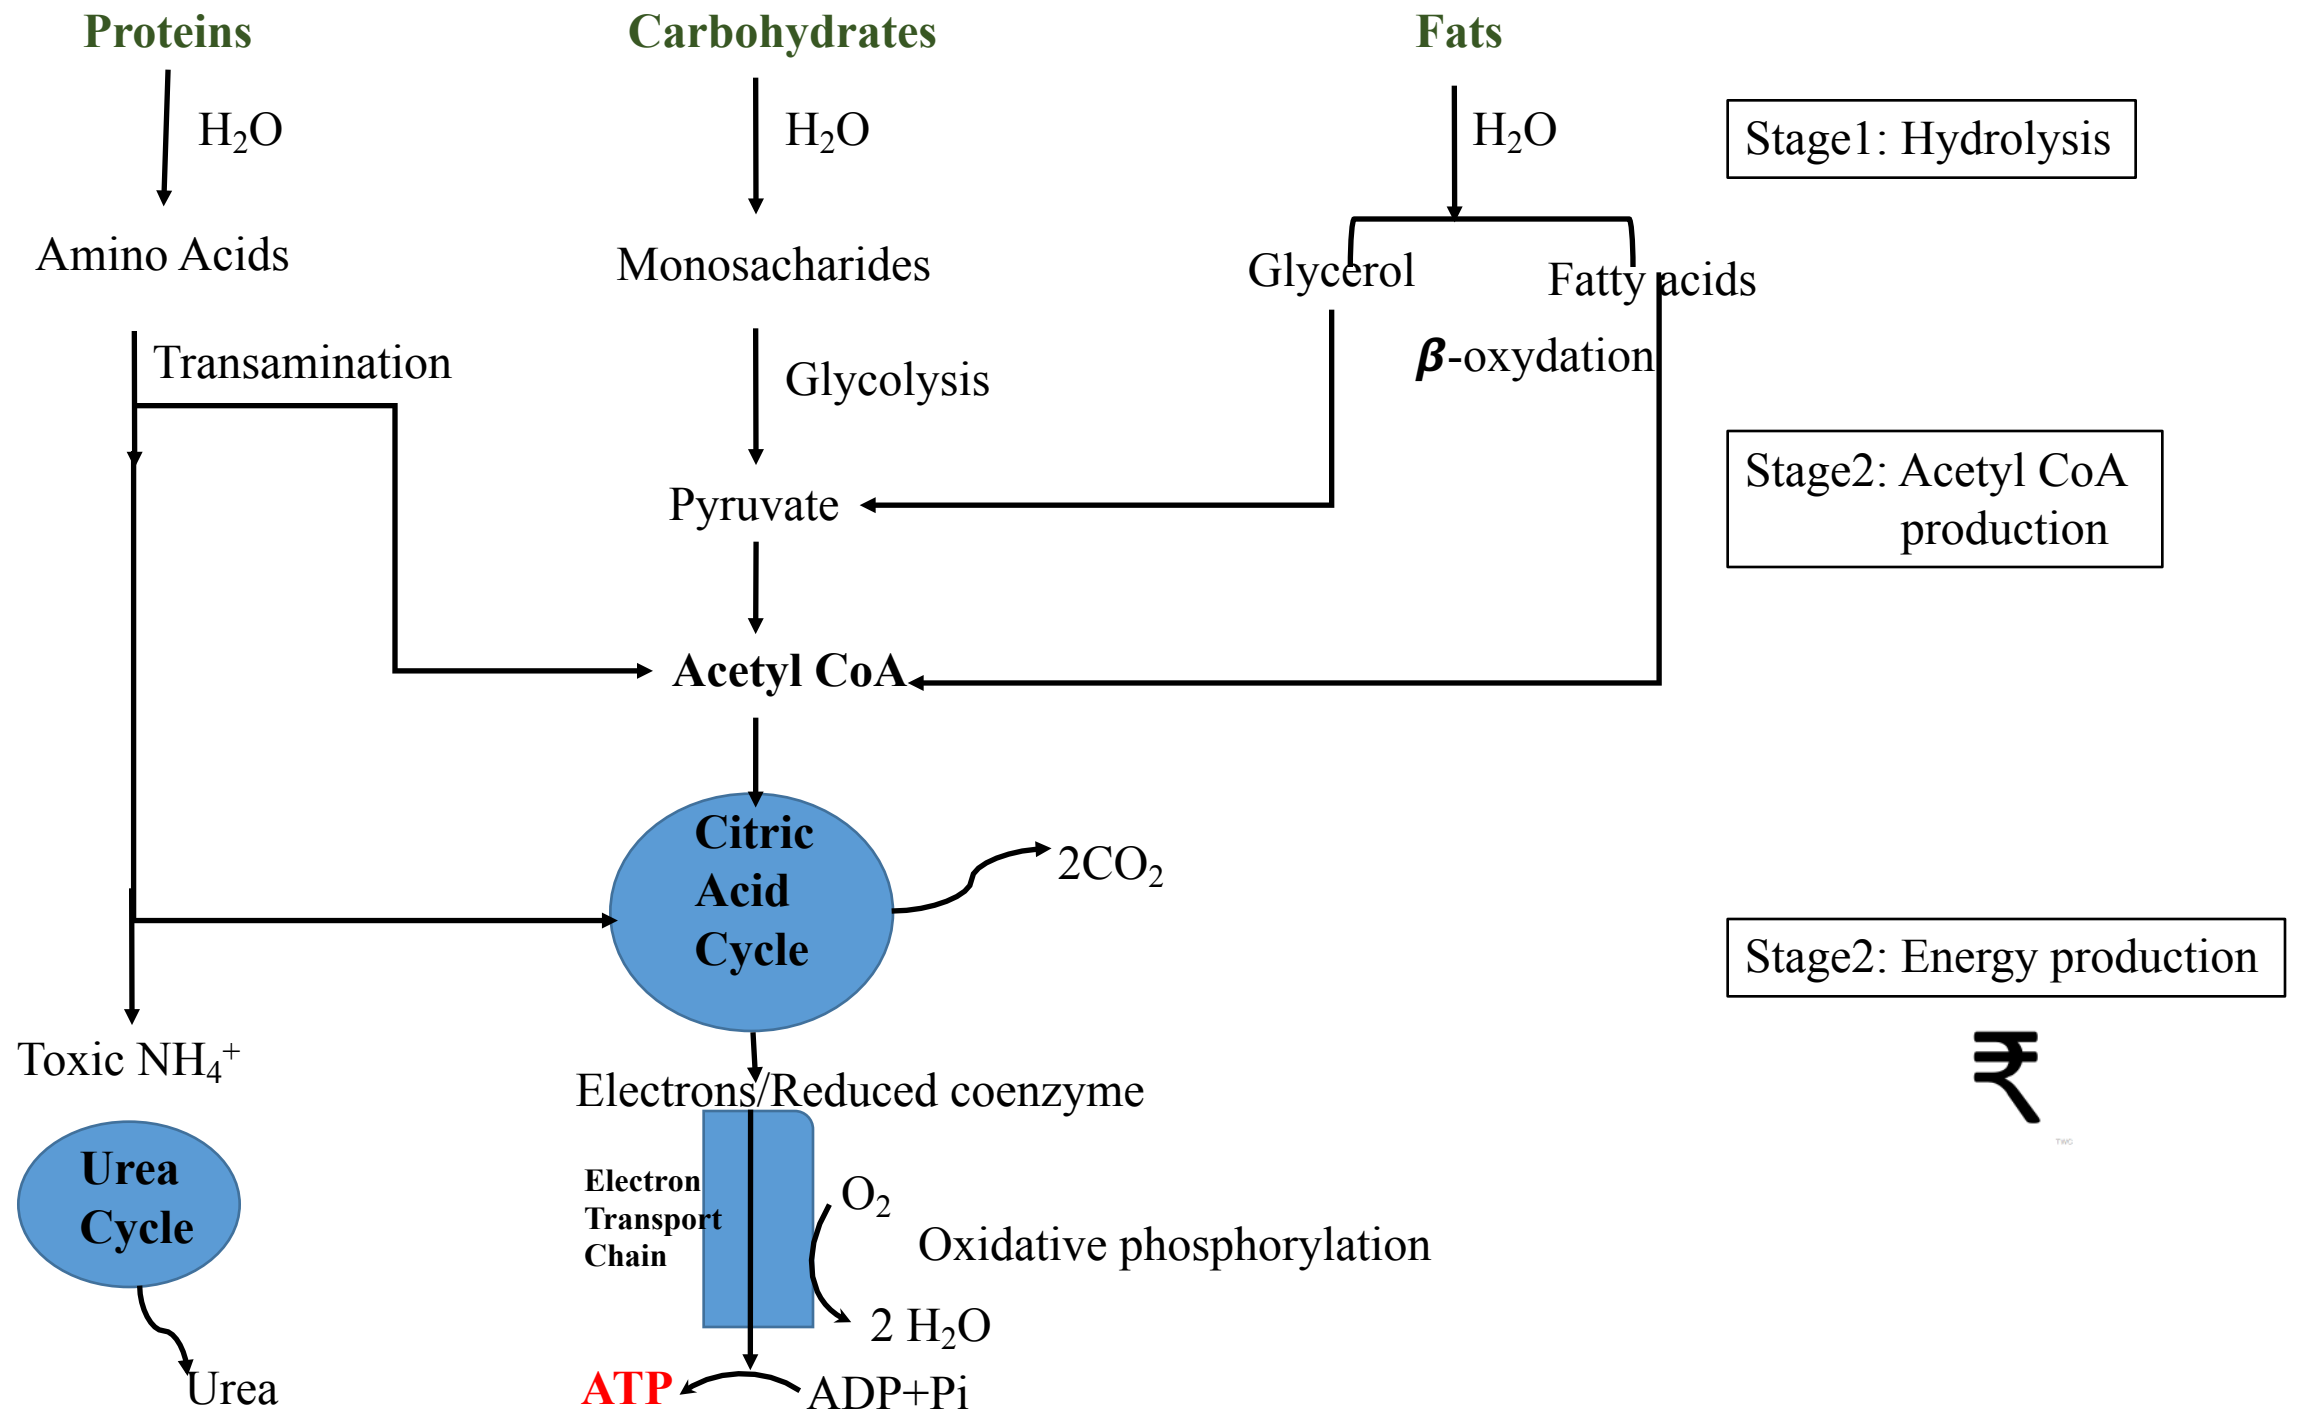 Proteins
Carbohydrates
Fats
H₂O
H₂O
H₂O
Stage1: Hydrolysis
Amino Acids
Monosacharides
Glycerol
Fatty acids
Transamination
Glycolysis
β-oxydation
Stage2: Acetyl CoA
production
Pyruvate
Acetyl CoA
Citric
Acid
Cycle
2CO₂
Stage2: Energy production
₹
TWC
Toxic NH₄⁺
Electrons/Reduced coenzyme
Urea
Cycle
Electron
Transport
Chain
O₂
Oxidative phosphorylation
2 H₂O
Urea
ATP
ADP+Pi